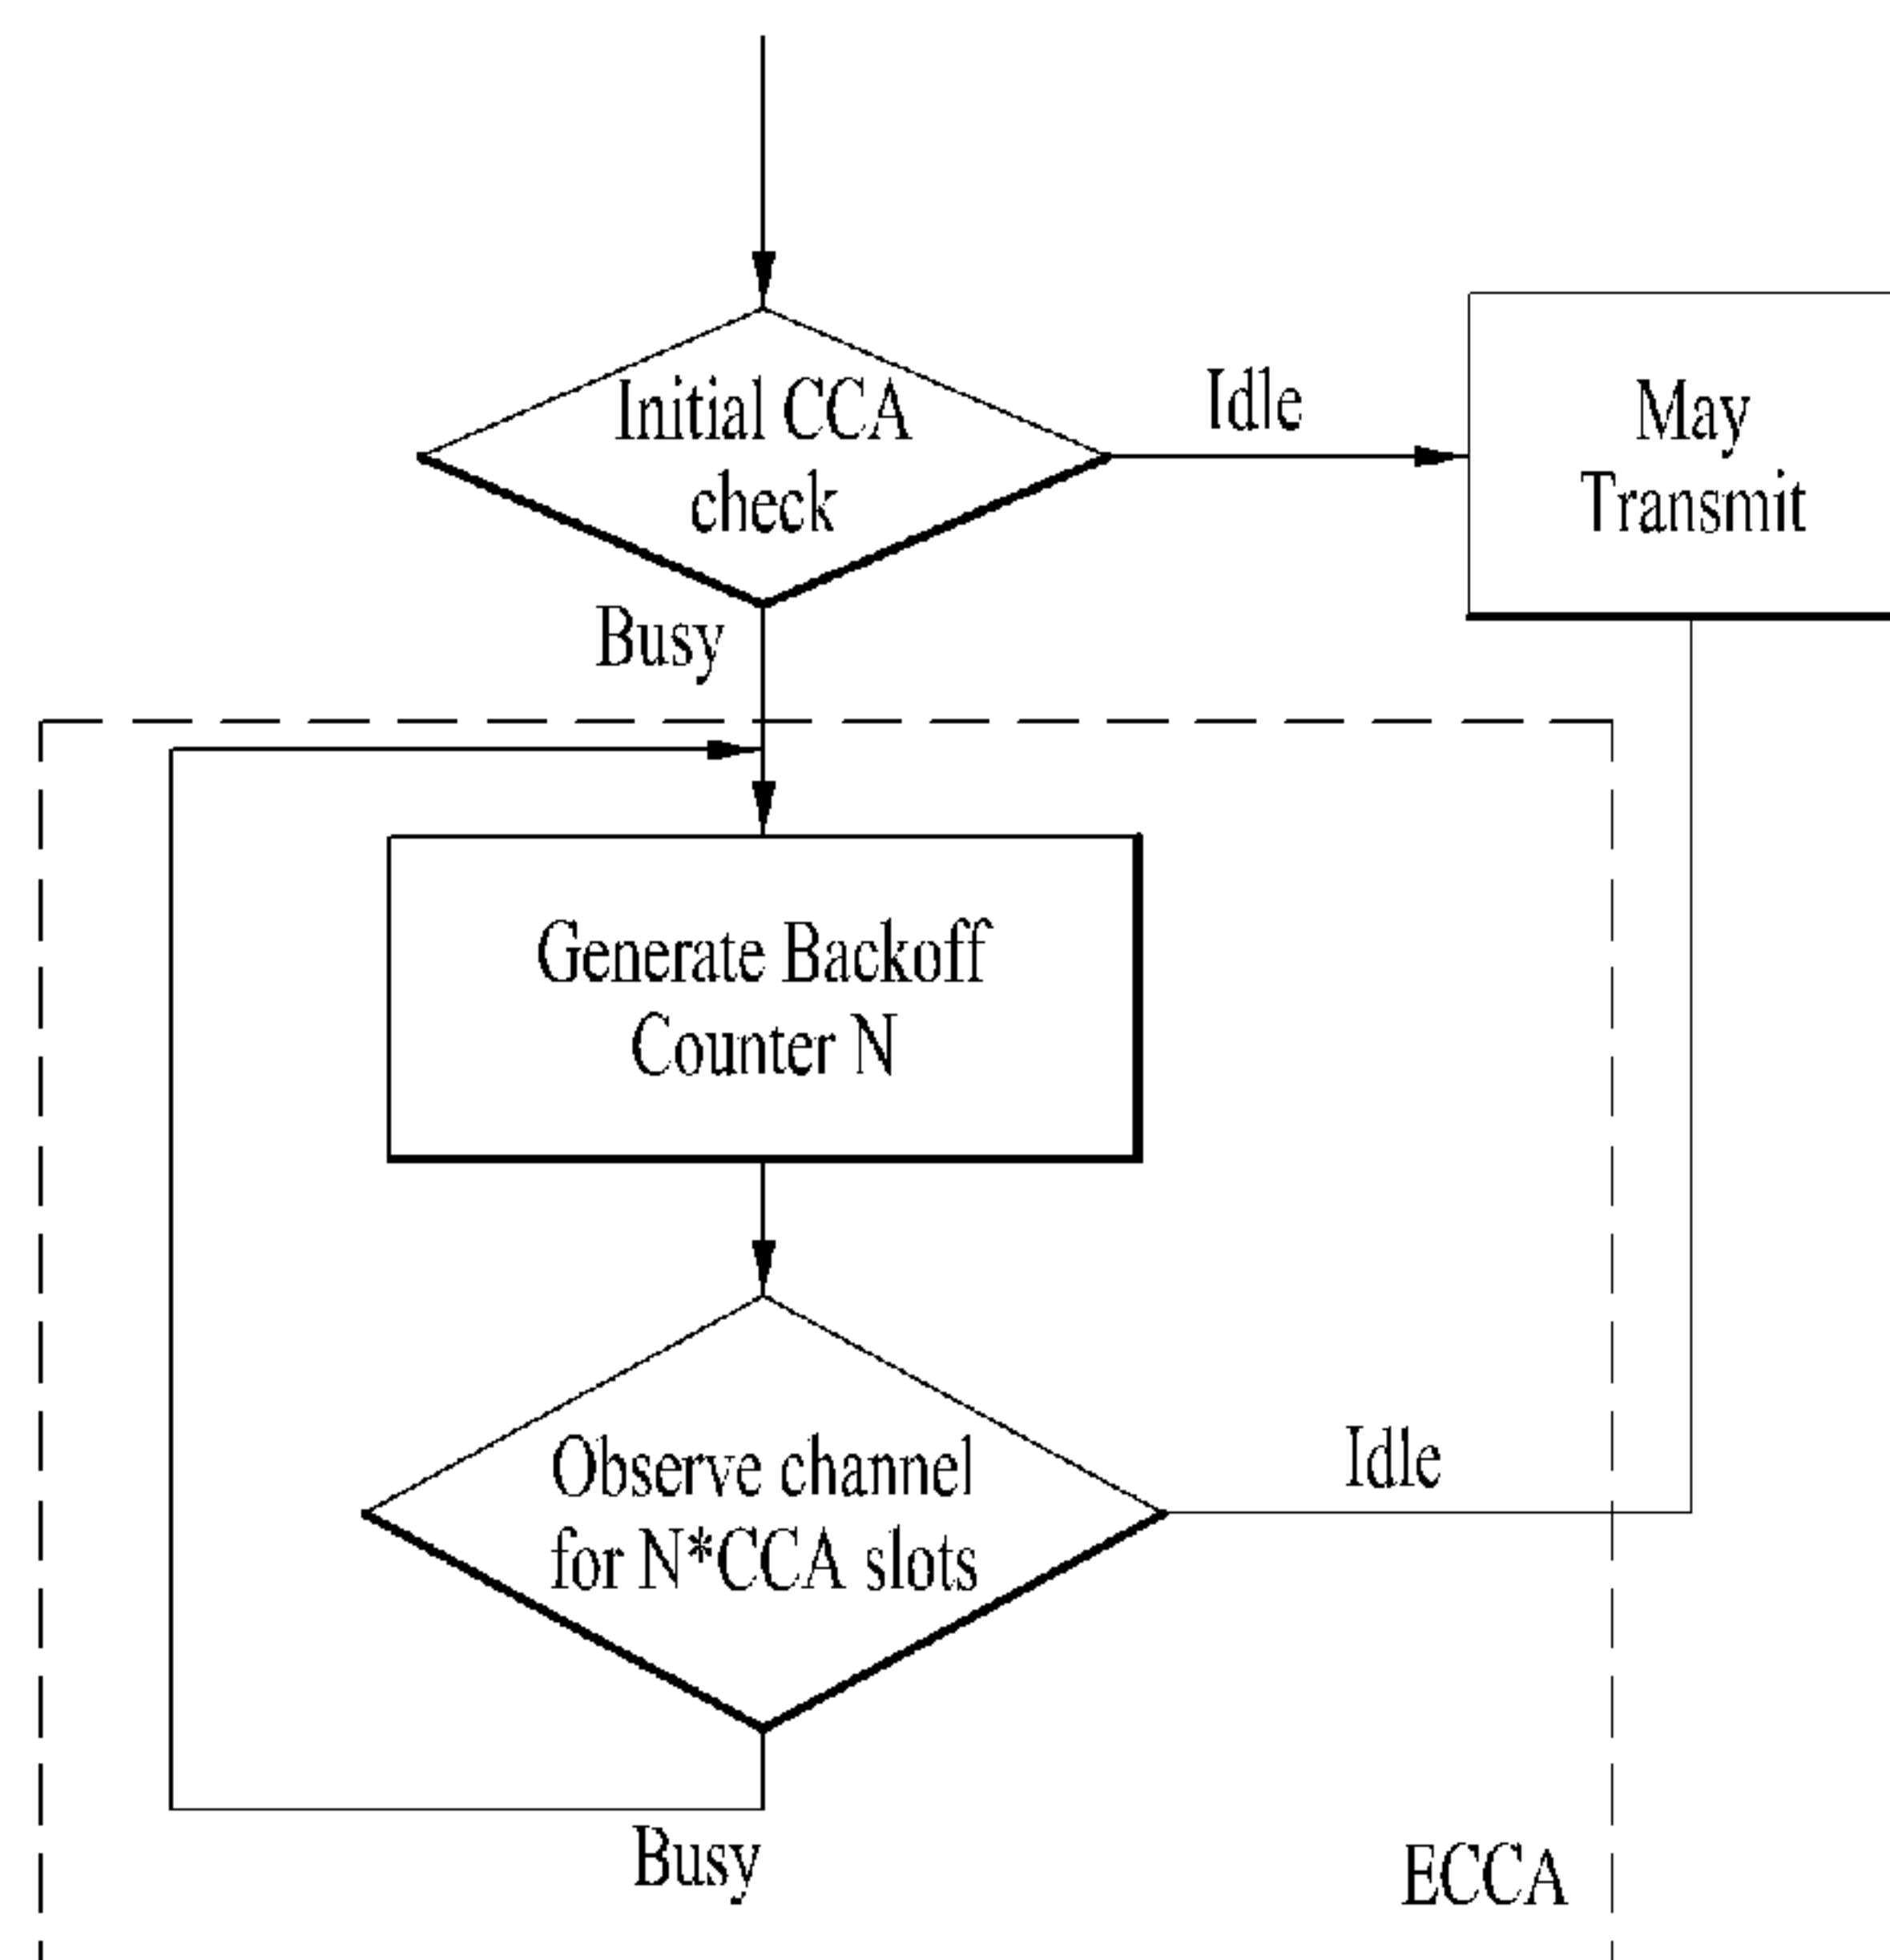 Initial CCA
check
Idle
May
Transmit
Busy
Generate Backoff
Counter N
Observe channel
for N*CCA slots
Idle
Busy
ECCA